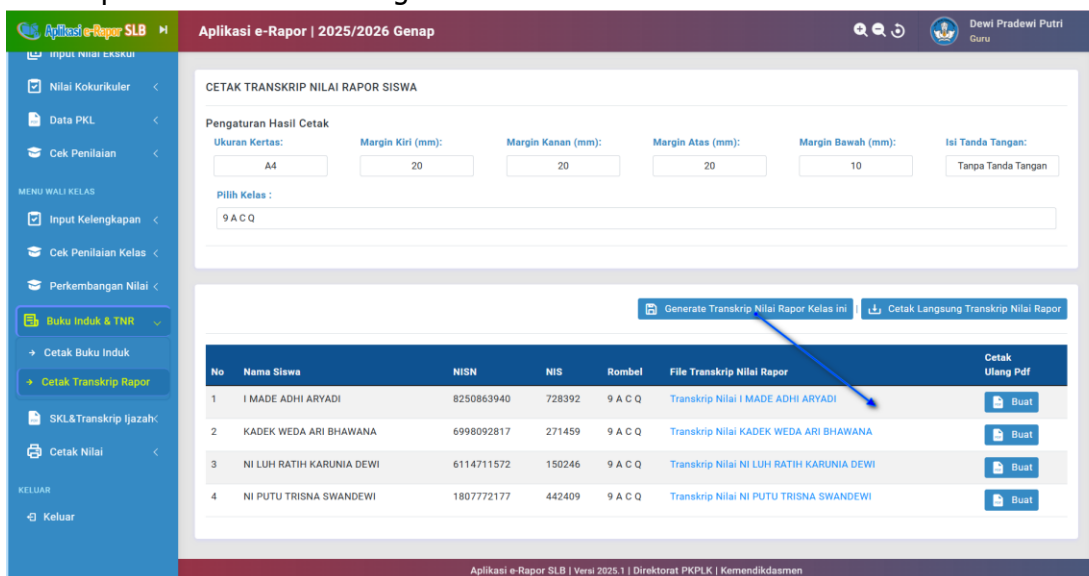 Aplikasi e-Rapor SLB
Aplikasi e-Rapor | 2025/2026 Genap
Dewi Pradewi Putri
Guru
Input Nilai Ekskul
Nilai Kokurikuler
Data PKL
Cek Penilaian
MENU WALI KELAS
Input Kelengkapan
Cek Penilaian Kelas
Perkembangan Nilai
Buku Induk & TNR
Cetak Buku Induk
Cetak Transkrip Rapor
SKL&Transkrip Ijazah
Cetak Nilai
KELUAR
Keluar
CETAK TRANSKRIP NILAI RAPOR SISWA
Pengaturan Hasil Cetak
Ukuran Kertas: Margin Kiri (mm): Margin Kanan (mm): Margin Atas (mm): Margin Bawah (mm): Isi Tanda Tangan:
A4 20 20 20 10 Tanpa Tanda Tangan
Pilih Kelas :
9 A C Q
Generate Transkrip Nilai Rapor Kelas ini | Cetak Langsung Transkrip Nilai Rapor
No Nama Siswa NISN NIS Rombel File Transkrip Nilai Rapor Cetak Ulang Pdf
1 I MADE ADHI ARYADI 8250863940 728392 9 A C Q Transkrip Nilai I MADE ADHI ARYADI Buat
2 KADEK WEDA ARI BHAWANA 6998092817 271459 9 A C Q Transkrip Nilai KADEK WEDA ARI BHAWANA Buat
3 NI LUH RATIH KARUNIA DEWI 6114711572 150246 9 A C Q Transkrip Nilai NI LUH RATIH KARUNIA DEWI Buat
4 NI PUTU TRISNA SWANDEWI 1807772177 442409 9 A C Q Transkrip Nilai NI PUTU TRISNA SWANDEWI Buat
Aplikasi e-Rapor SLB | Versi 2025.1 | Direktorat PKPLK | Kemendikdasmen